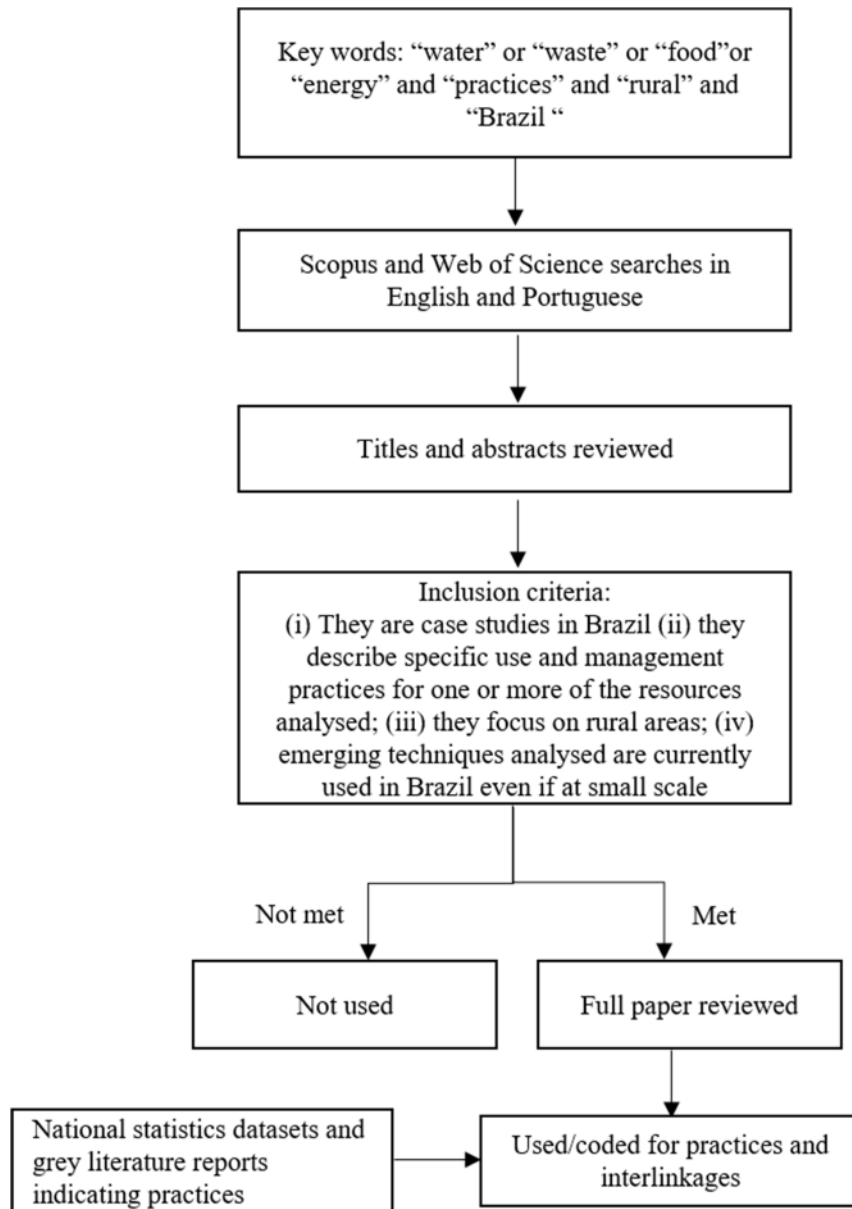 Key words: “water” or “waste” or “food”or
“energy” and “practices” and “rural” and
“Brazil “
Scopus and Web of Science searches in
English and Portuguese
Titles and abstracts reviewed
Inclusion criteria:
(i) They are case studies in Brazil (ii) they
describe specific use and management
practices for one or more of the resources
analysed; (iii) they focus on rural areas; (iv)
emerging techniques analysed are currently
used in Brazil even if at small scale
Not met
Met
Not used
Full paper reviewed
National statistics datasets and
grey literature reports
indicating practices
Used/coded for practices and
interlinkages